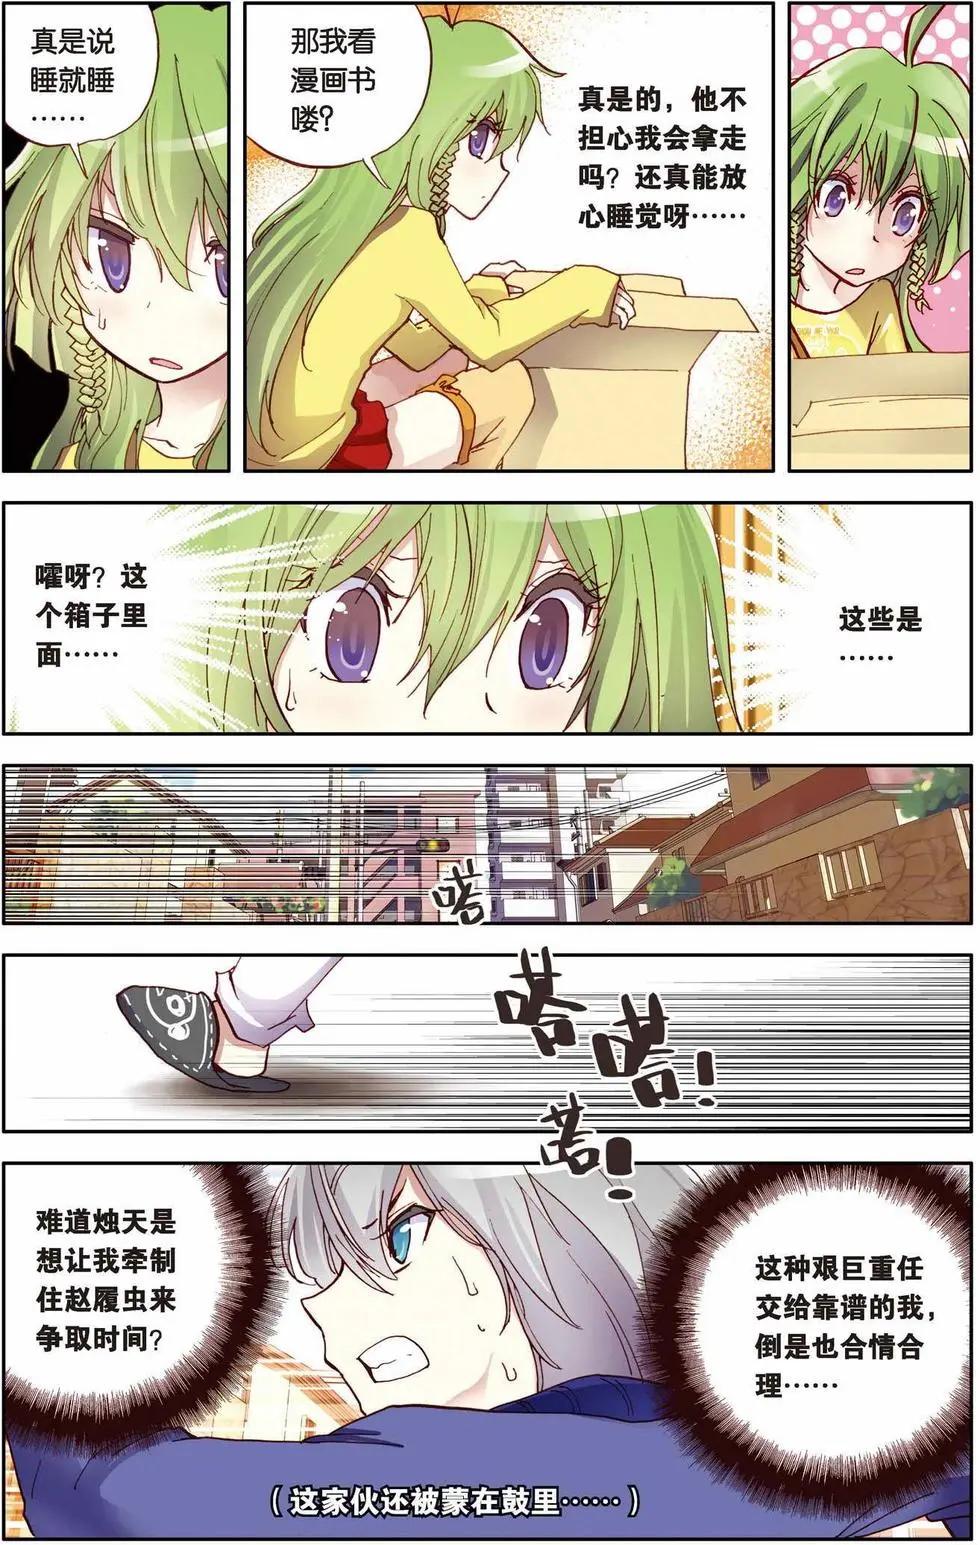 真是说
睡就睡
……
那我看
漫画书
喽？
真是的，他不
担心我会拿走
吗？还真能放
心睡觉呀……
嚯呀？这
个箱子里
面……
这些是
……
嗒
嗒
嗒！
嗒！
难道烛天是
想让我牵制
住赵履虫来
争取时间？
这种艰巨重任
交给靠谱的我，
倒是也合情合
理……
（这家伙还被蒙在鼓里……）